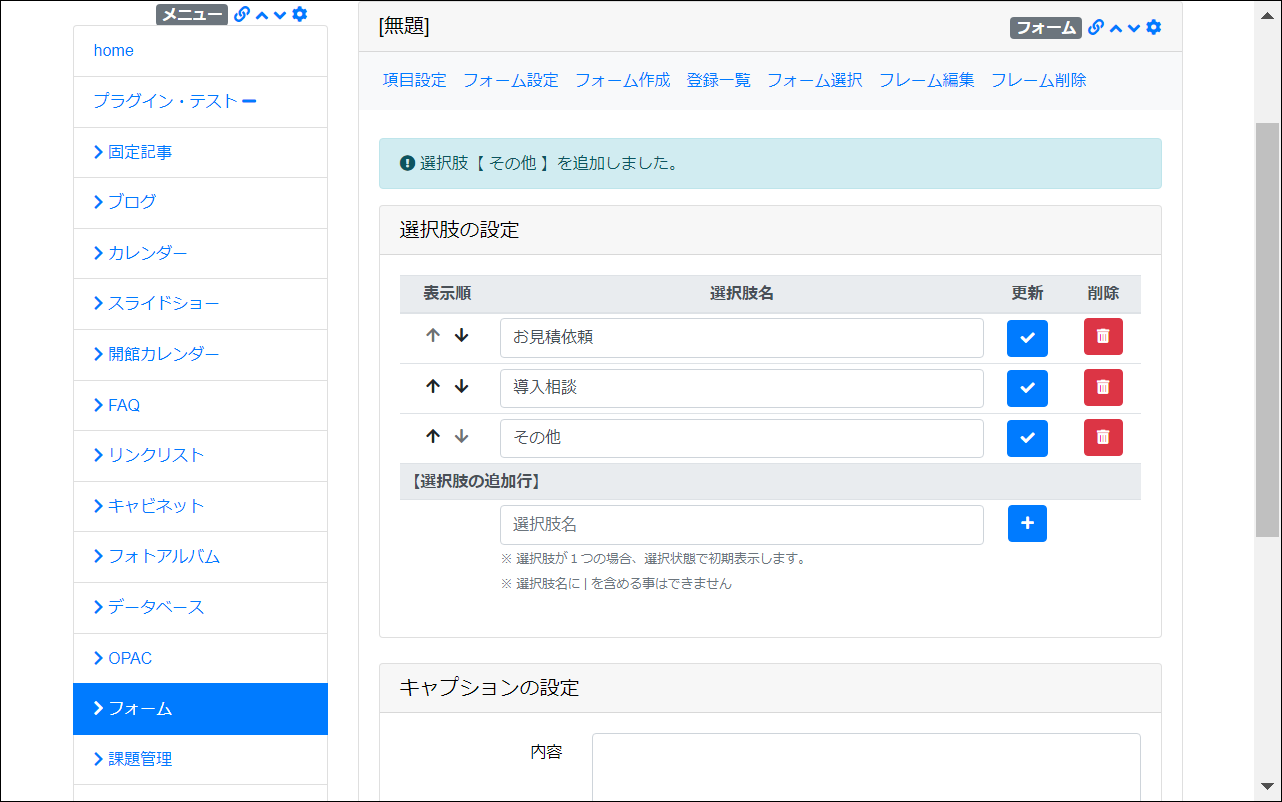 メニュー
home
プラグイン・テスト
固定記事
ブログ
カレンダー
スライドショー
開館カレンダー
FAQ
リンクリスト
キャビネット
フォトアルバム
データベース
OPAC
フォーム
課題管理
[無題]
フォーム
項目設定 フォーム設定 フォーム作成 登録一覧 フォーム選択 フレーム編集 フレーム削除
選択肢【 その他 】を追加しました。
選択肢の設定
表示順 選択肢名 更新 削除
お見積依頼
導入相談
その他
【選択肢の追加行】
選択肢名
※ 選択肢が１つの場合、選択状態で初期表示します。
※ 選択肢名に | を含める事はできません
キャプションの設定
内容